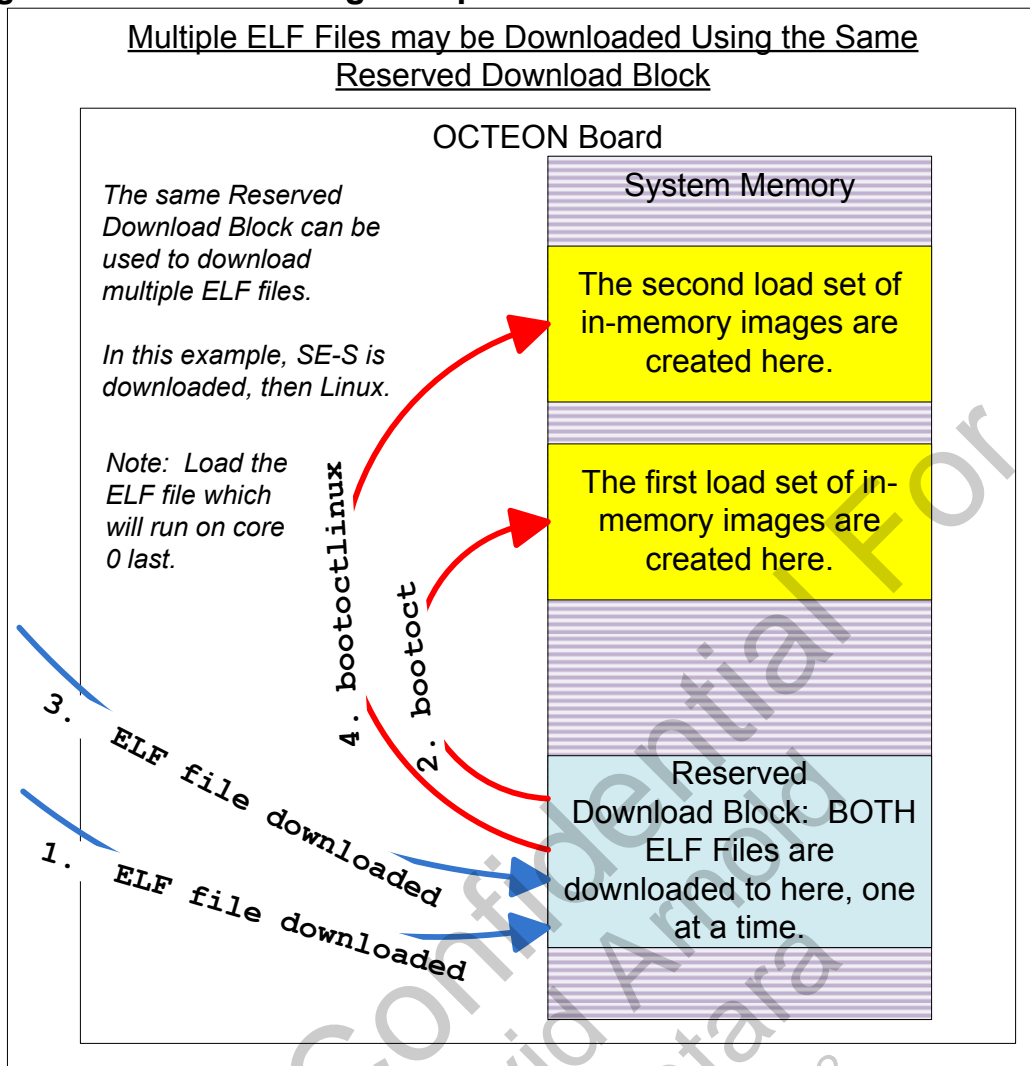 Multiple ELF Files may be Downloaded Using the Same
Reserved Download Block
OCTEON Board
The same Reserved
Download Block can be
used to download
multiple ELF files.
In this example, SE-S is
downloaded, then Linux.
Note:  Load the
ELF file which
will run on core
0 last.
System Memory
The second load set of
in-memory images are
created here.
The first load set of in-
memory images are
created here.
4. bootoctlinux
2. bootoct
3.  ELF file downloaded
1.  ELF file downloaded
Reserved
Download Block:  BOTH
ELF Files are
downloaded to here, one
at a time.
Confidential For
David Arnold